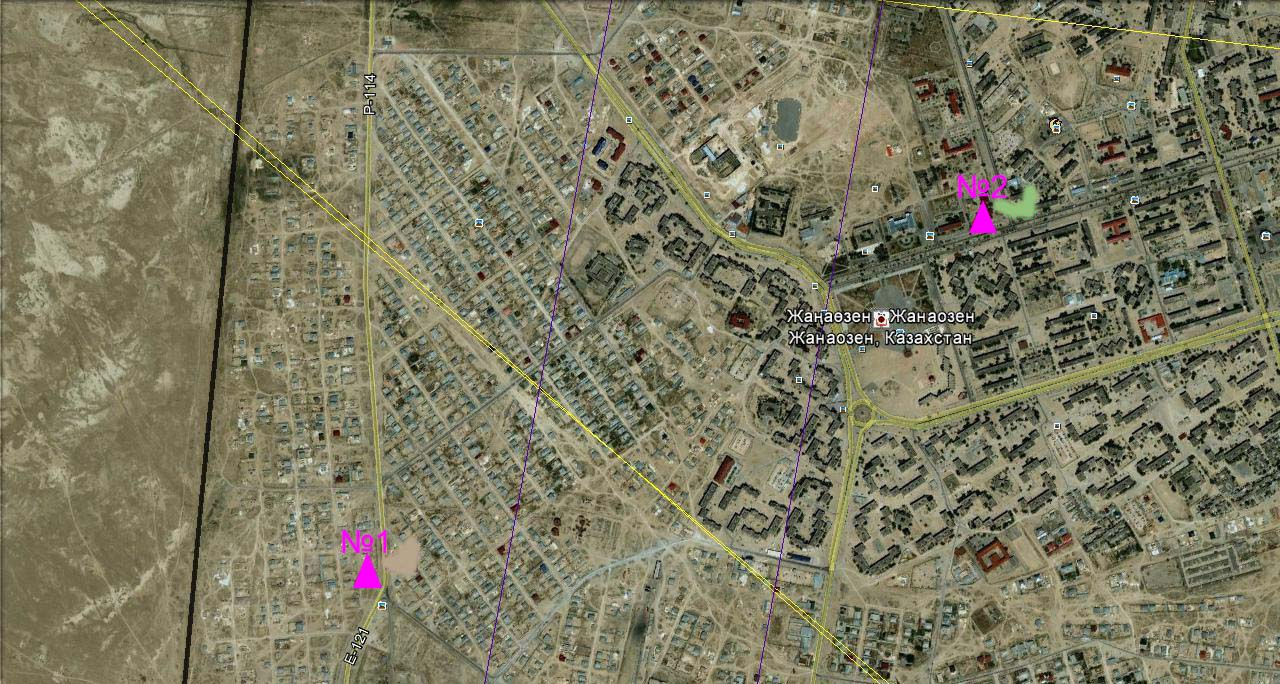 P-114
№2
Жаңаөзен Жанаозен
Жанаозен, Казахстан
№1
E-121